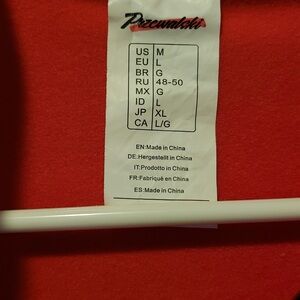 Przewalski
US M
EU L
BR G
RU 48-50
MX G
ID L
JP XL
CA L/G
EN:Made in China
DE:Hergestellt in China
IT:Prodotto in China
FR:Fabriqué en China
ES:Made in China